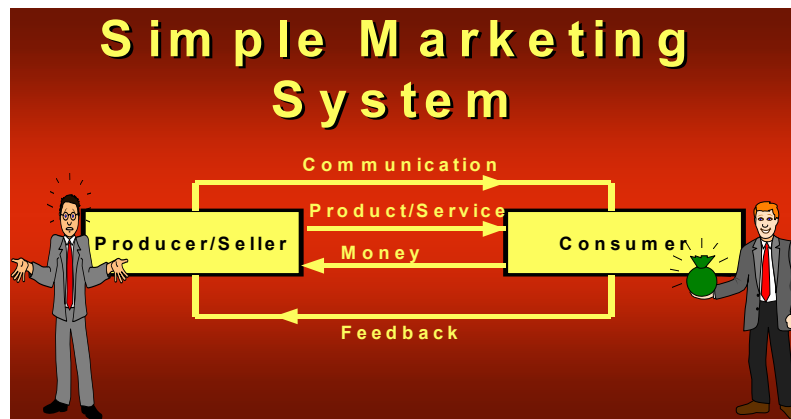 Simple Marketing
System
Communication
Product/Service
Producer/Seller
Consumer
Money
Feedback